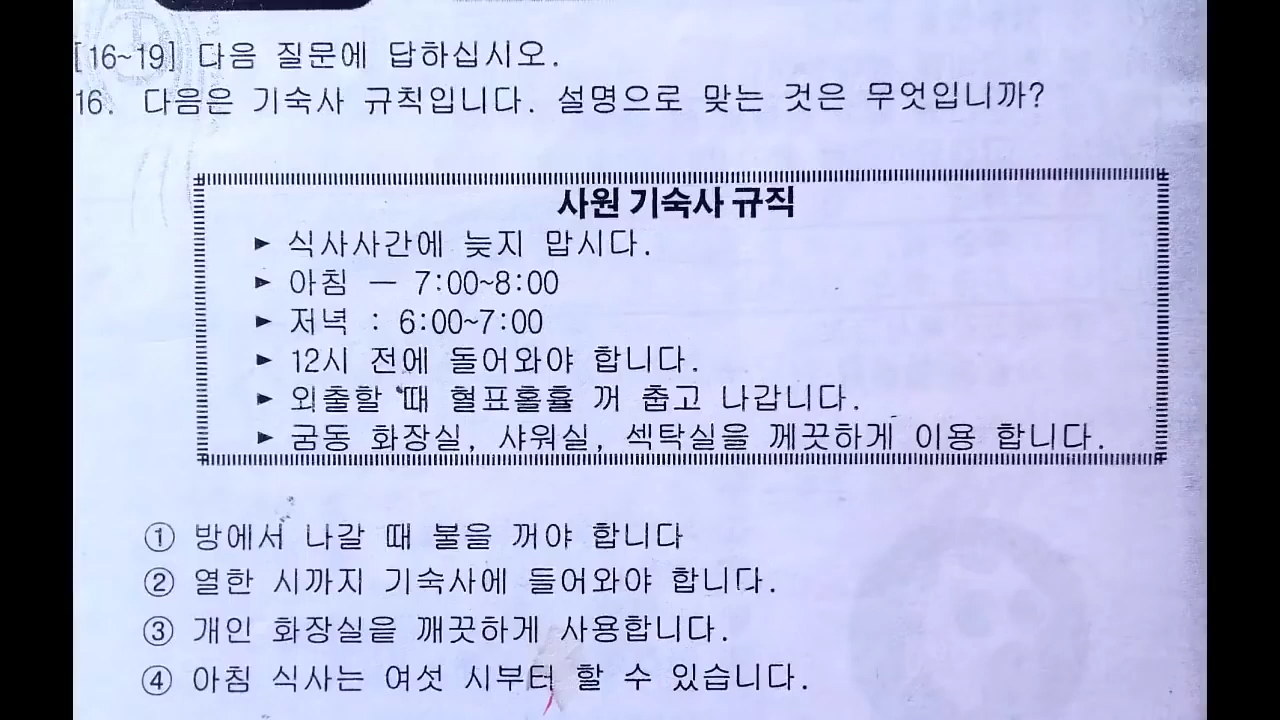 [16~19] 다음 질문에 답하십시오.
16. 다음은 기숙사 규칙입니다. 설명으로 맞는 것은 무엇입니까?
사원 기숙사 규직
► 식사사간에 늦지 맙시다.
► 아침 — 7:00~8:00
► 저녁 : 6:00~7:00
► 12시 전에 돌어와야 합니다.
► 외출할 때 혈표홀휼 꺼 춥고 나갑니다.
► 굼동 화장실, 샤워실, 섹탁실을 께끗하게 이용 합니다.
① 방에서 나갈 때 불을 꺼야 합니다
② 열한 시까지 기숙사에 들어와야 합니다.
③ 개인 화장실을 깨끗하게 사용합니다.
④ 아침 식사는 여섯 시부터 할 수 있습니다.